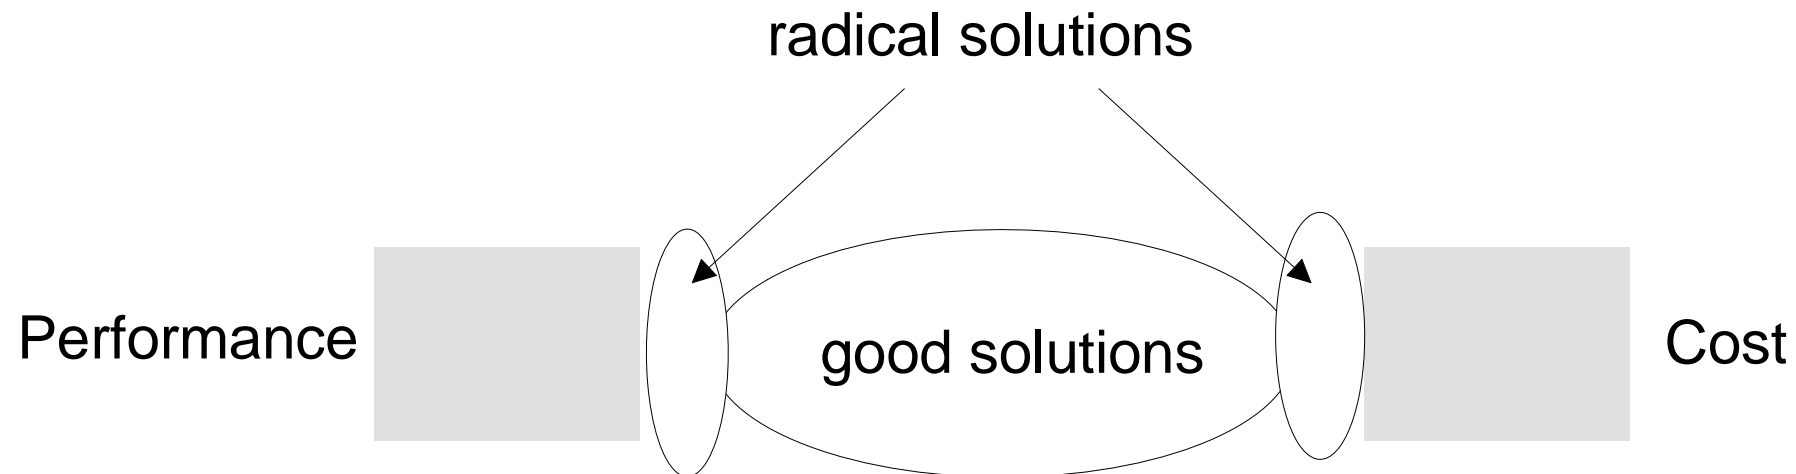 radical solutions
Performance
good solutions
Cost